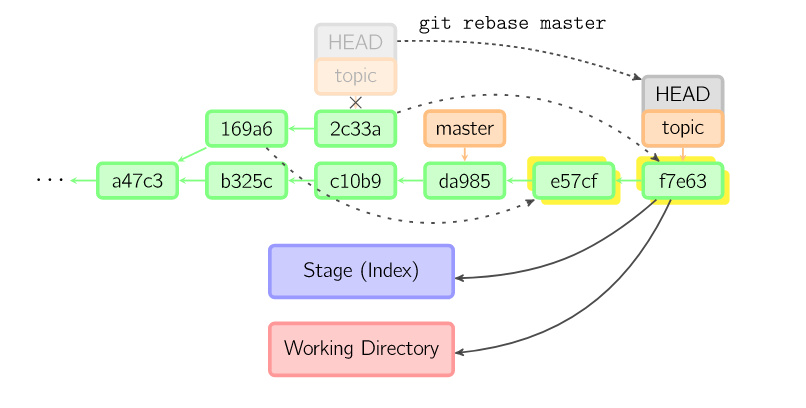 git rebase master
HEAD
topic
HEAD
topic
169a6
2c33a
master
... a47c3
b325c
c10b9
da985
e57cf
f7e63
Stage (Index)
Working Directory